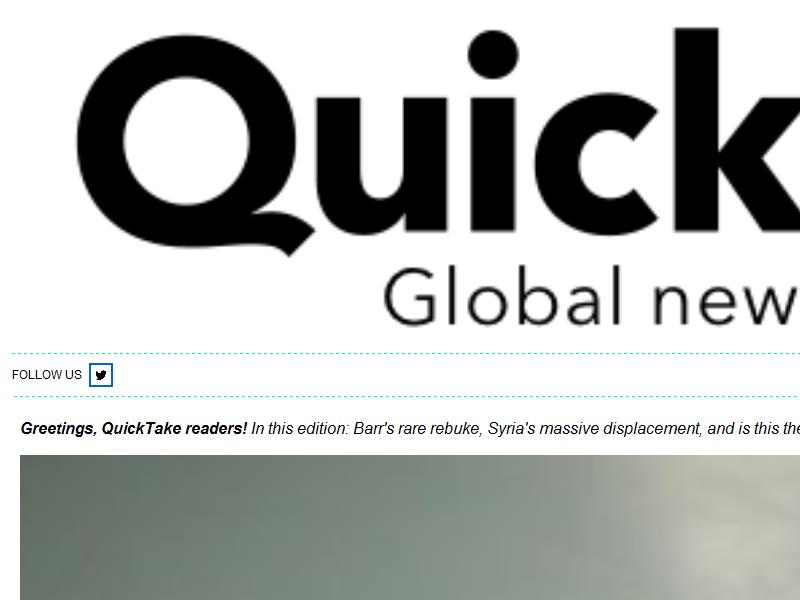 Quick
Global new
FOLLOW US
Greetings, QuickTake readers! In this edition: Barr's rare rebuke, Syria's massive displacement, and is this the